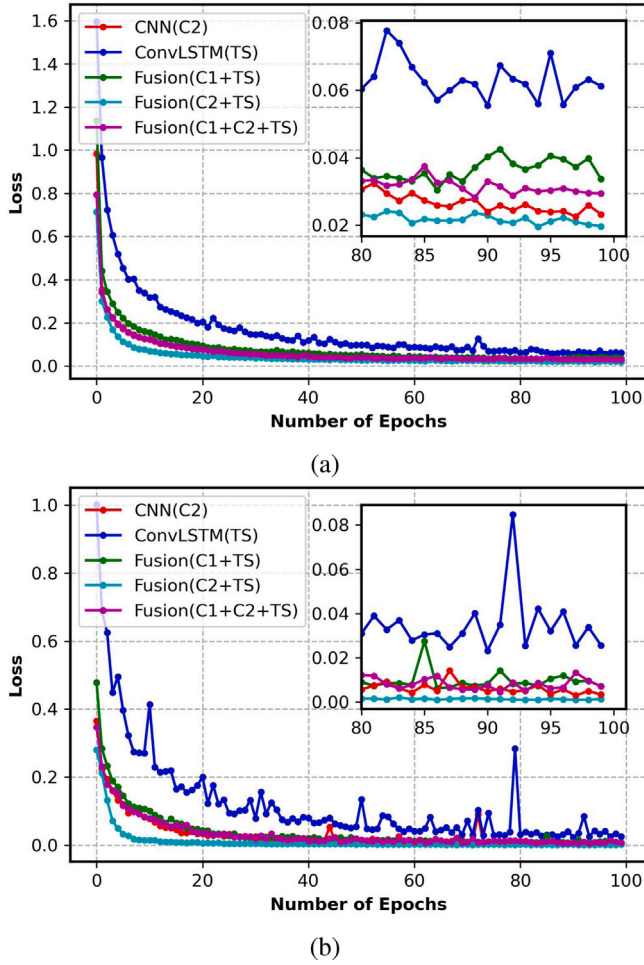 1.6
1.4
1.2
1.0
0.8
0.6
0.4
0.2
0.0
Loss
CNN(C2)
ConvLSTM(TS)
Fusion(C1+TS)
Fusion(C2+TS)
Fusion(C1+C2+TS)
0.08
0.06
0.04
0.02
80 85 90 95 100
0 20 40 60 80 100
Number of Epochs
(a)
1.0
0.8
0.6
0.4
0.2
0.0
Loss
CNN(C2)
ConvLSTM(TS)
Fusion(C1+TS)
Fusion(C2+TS)
Fusion(C1+C2+TS)
0.08
0.06
0.04
0.02
0.00
80 85 90 95 100
0 20 40 60 80 100
Number of Epochs
(b)